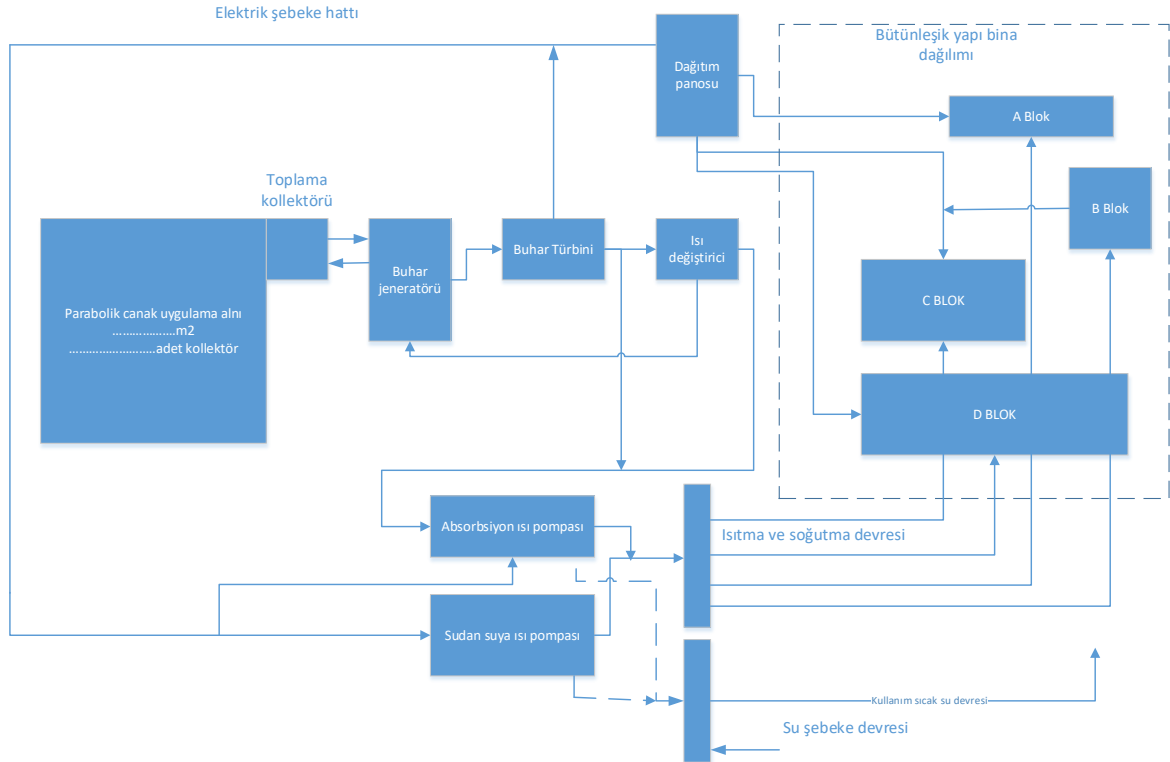 Elektrik şebeke hattı
Bütünleşik yapı bina
dağılımı
Dağıtım
panosu
A Blok
Toplama
kollektörü
B Blok
Buhar Türbini
Isı
değiştirici
Buhar
jeneratörü
C BLOK
Parabolik canak uygulama alnı
...................m2
..........................adet kollektör
D BLOK
Absorbsiyon ısı pompası
Isıtma ve soğutma devresi
Sudan suya ısı pompası
Kullanım sıcak su devresi
Su şebeke devresi